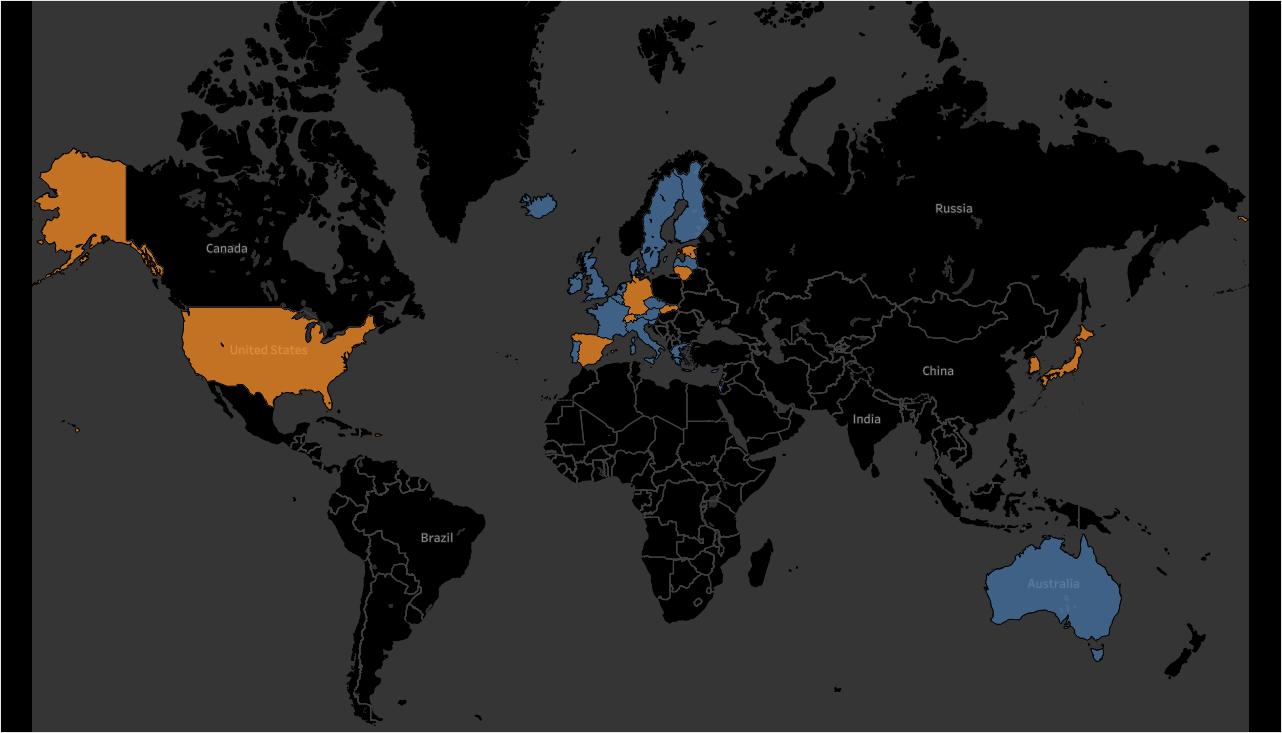 Russia
Canada
United States
China
India
Brazil
Australia